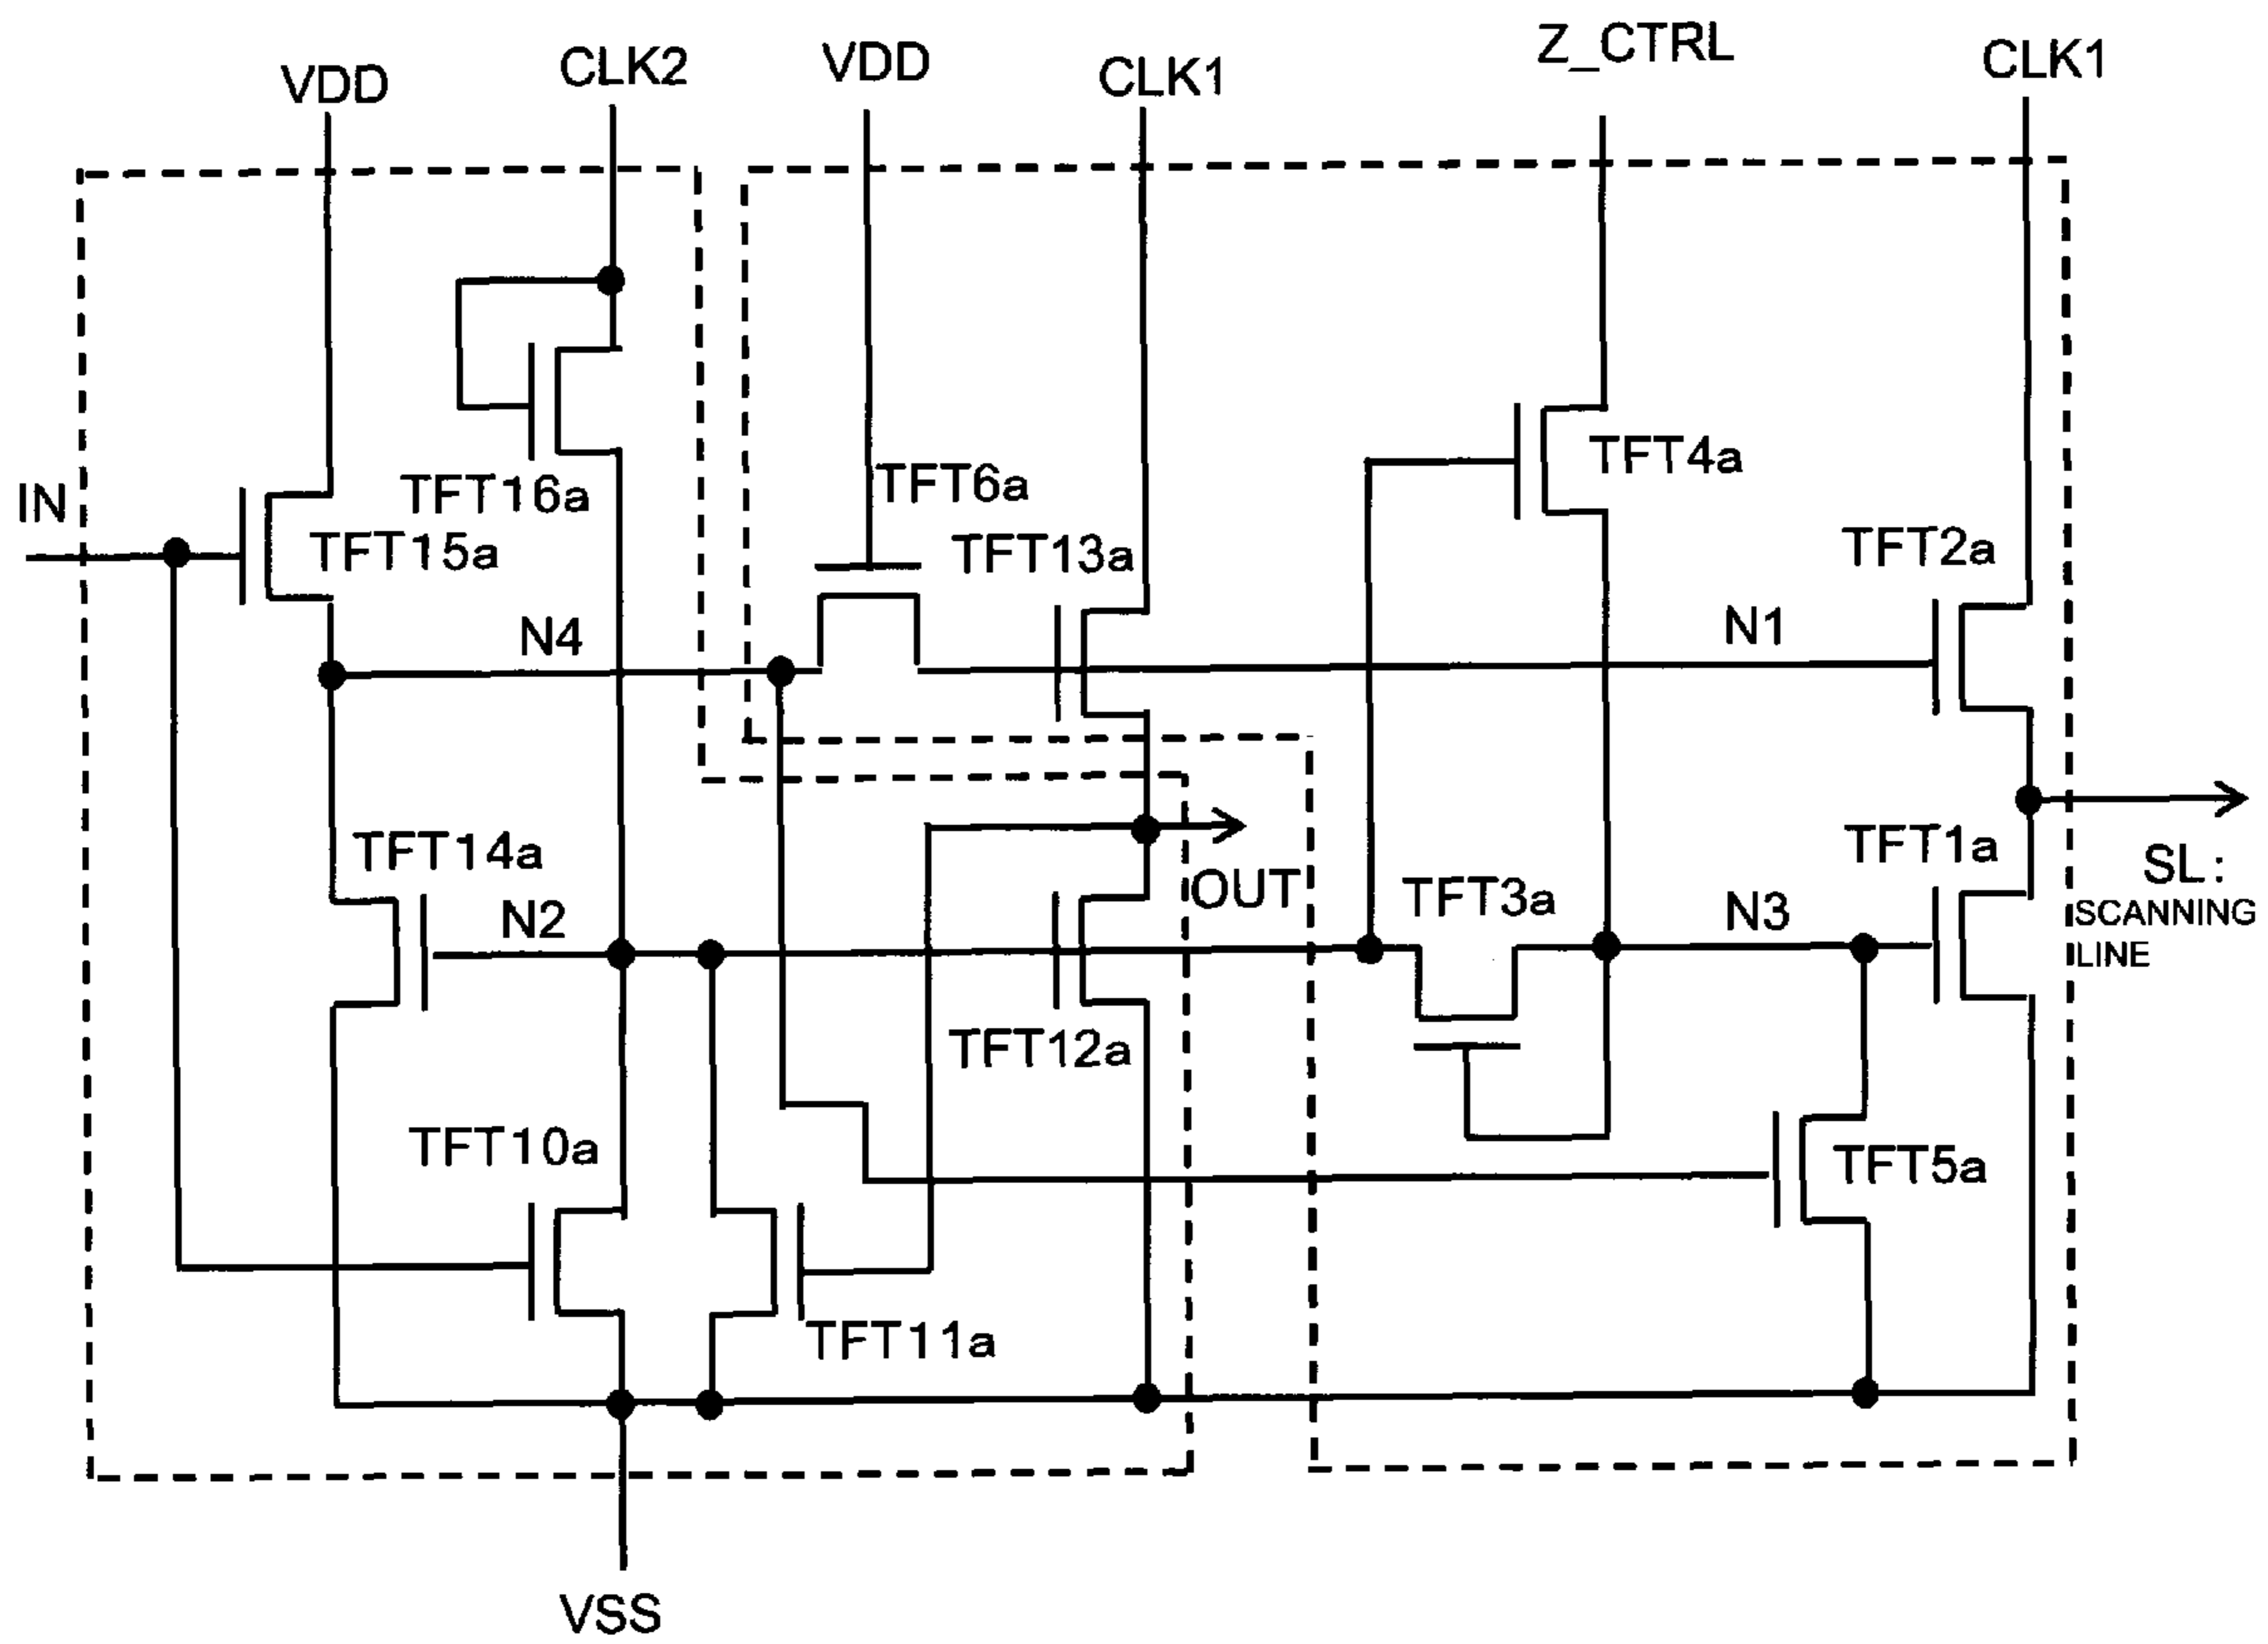 VDD
CLK2
VDD
CLK1
Z_CTRL
CLK1
IN
TFT15a
TFT16a
TFT6a
TFT13a
TFT4a
TFT2a
N4
N1
TFT14a
N2
OUT
TFT3a
N3
TFT1a
SL:
SCANNING
LINE
TFT12a
TFT10a
TFT11a
TFT5a
VSS